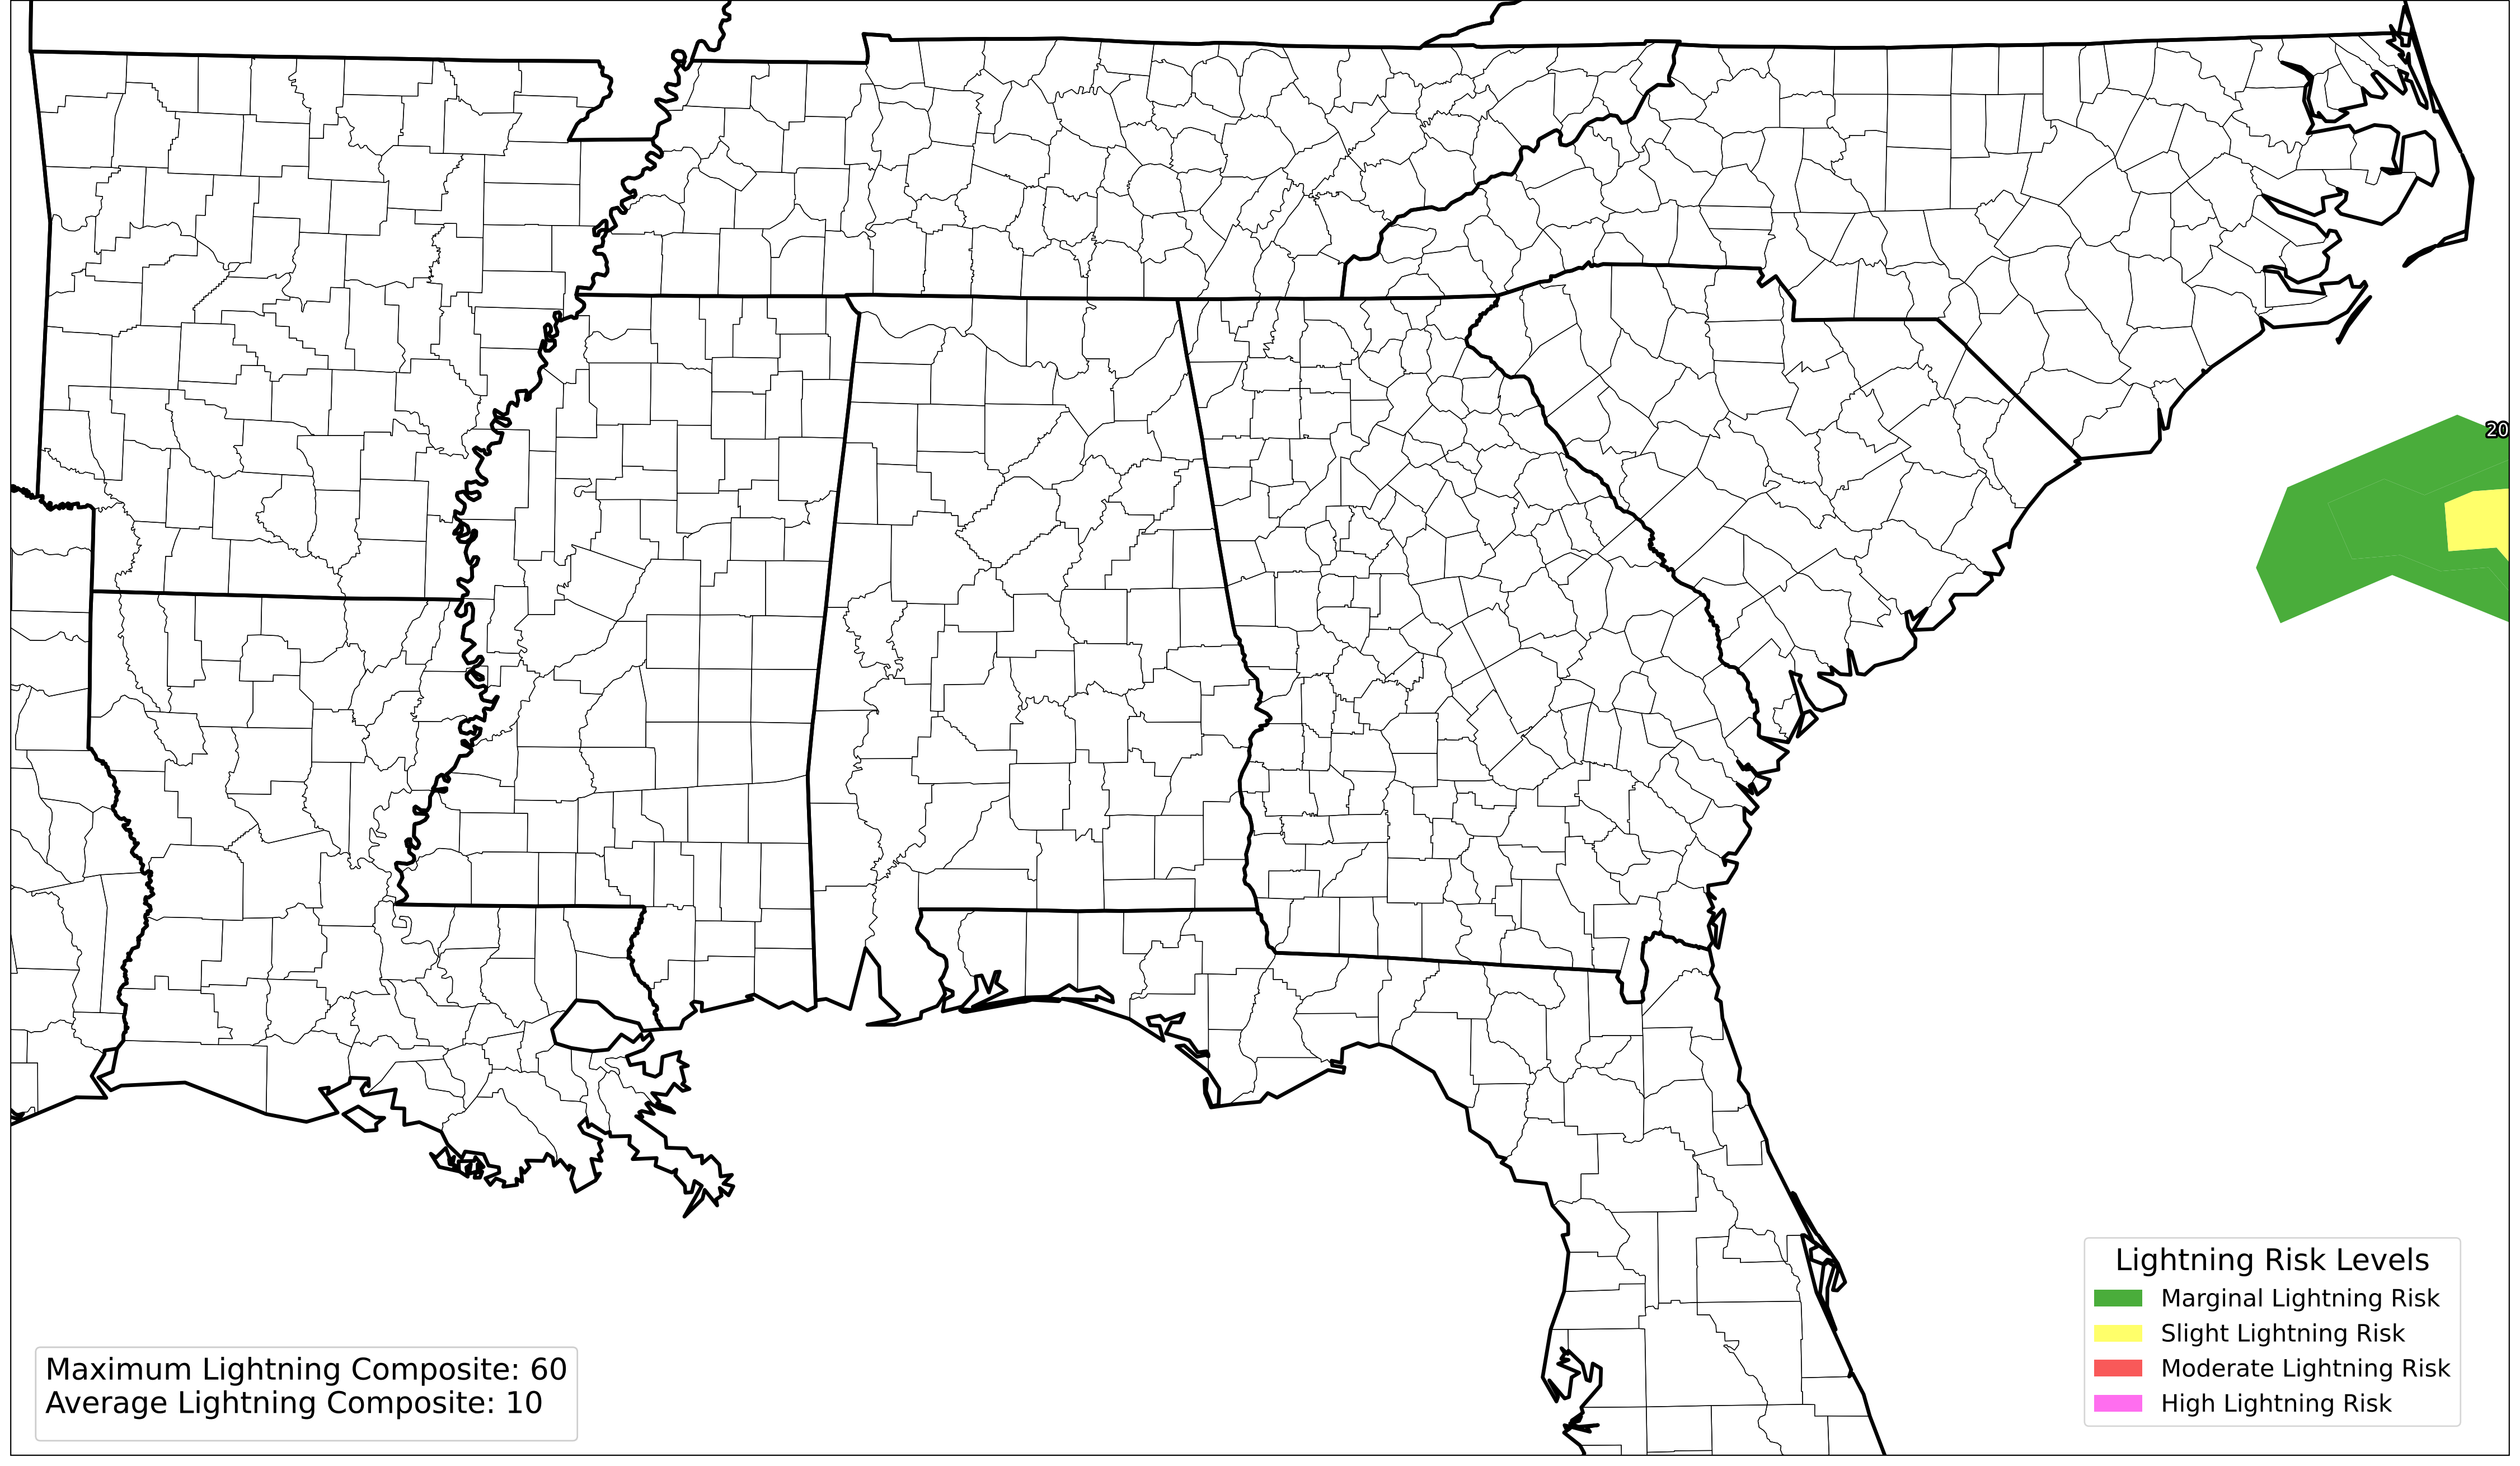 20
Lightning Risk Levels
Marginal Lightning Risk
Slight Lightning Risk
Moderate Lightning Risk
High Lightning Risk
Maximum Lightning Composite: 60
Average Lightning Composite: 10